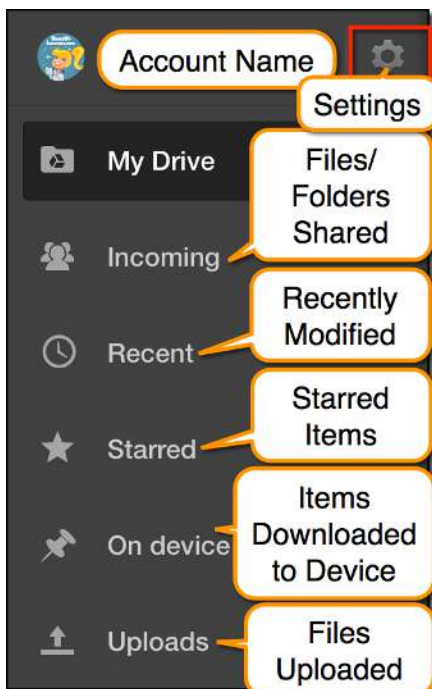 Account Name
Settings
My Drive
Files/
Folders
Shared
Incoming
Recently
Modified
Recent
Starred
Items
Starred
Items
Downloaded
to Device
On device
Files
Uploaded
Uploads